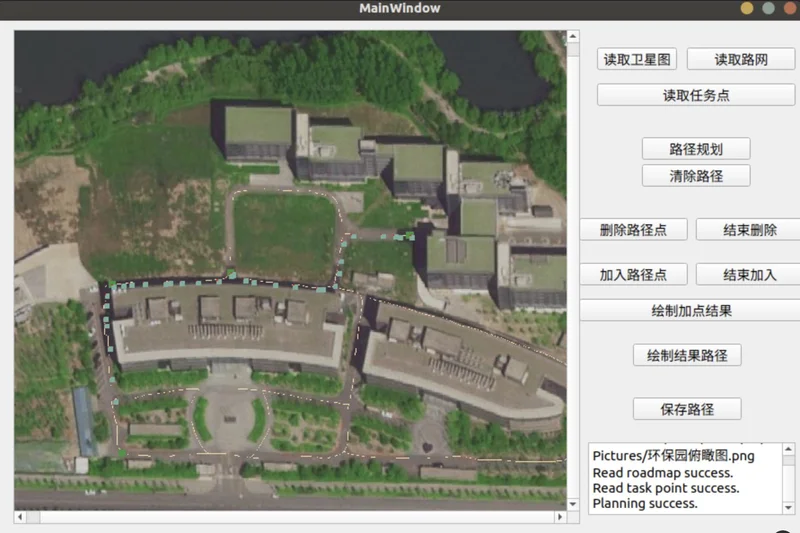 MainWindow
读取卫星图
读取路网
读取任务点
路径规划
清除路径
删除路径点
结束删除
加入路径点
结束加入
绘制加点结果
绘制结果路径
保存路径
Pictures/环保园俯瞰图.png
Read roadmap success.
Read task point success.
Planning success.